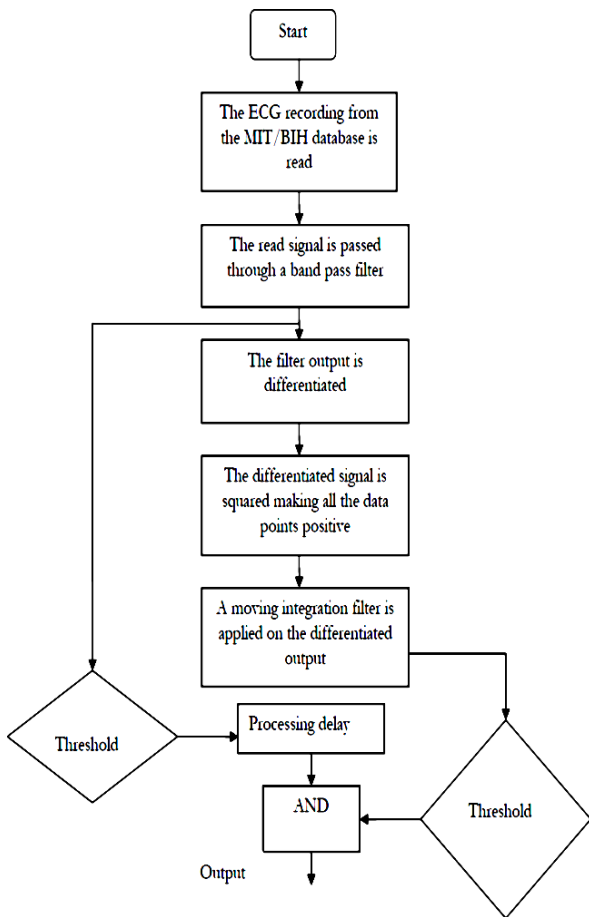 Start
The ECG recording from
the MIT/BIH database is
read
The read signal is passed
through a band pass filter
The filter output is
differentiated
The differentiated signal is
squared making all the data
points positive
A moving integration filter is
applied on the differentiated
output
Threshold
Processing delay
AND
Threshold
Output